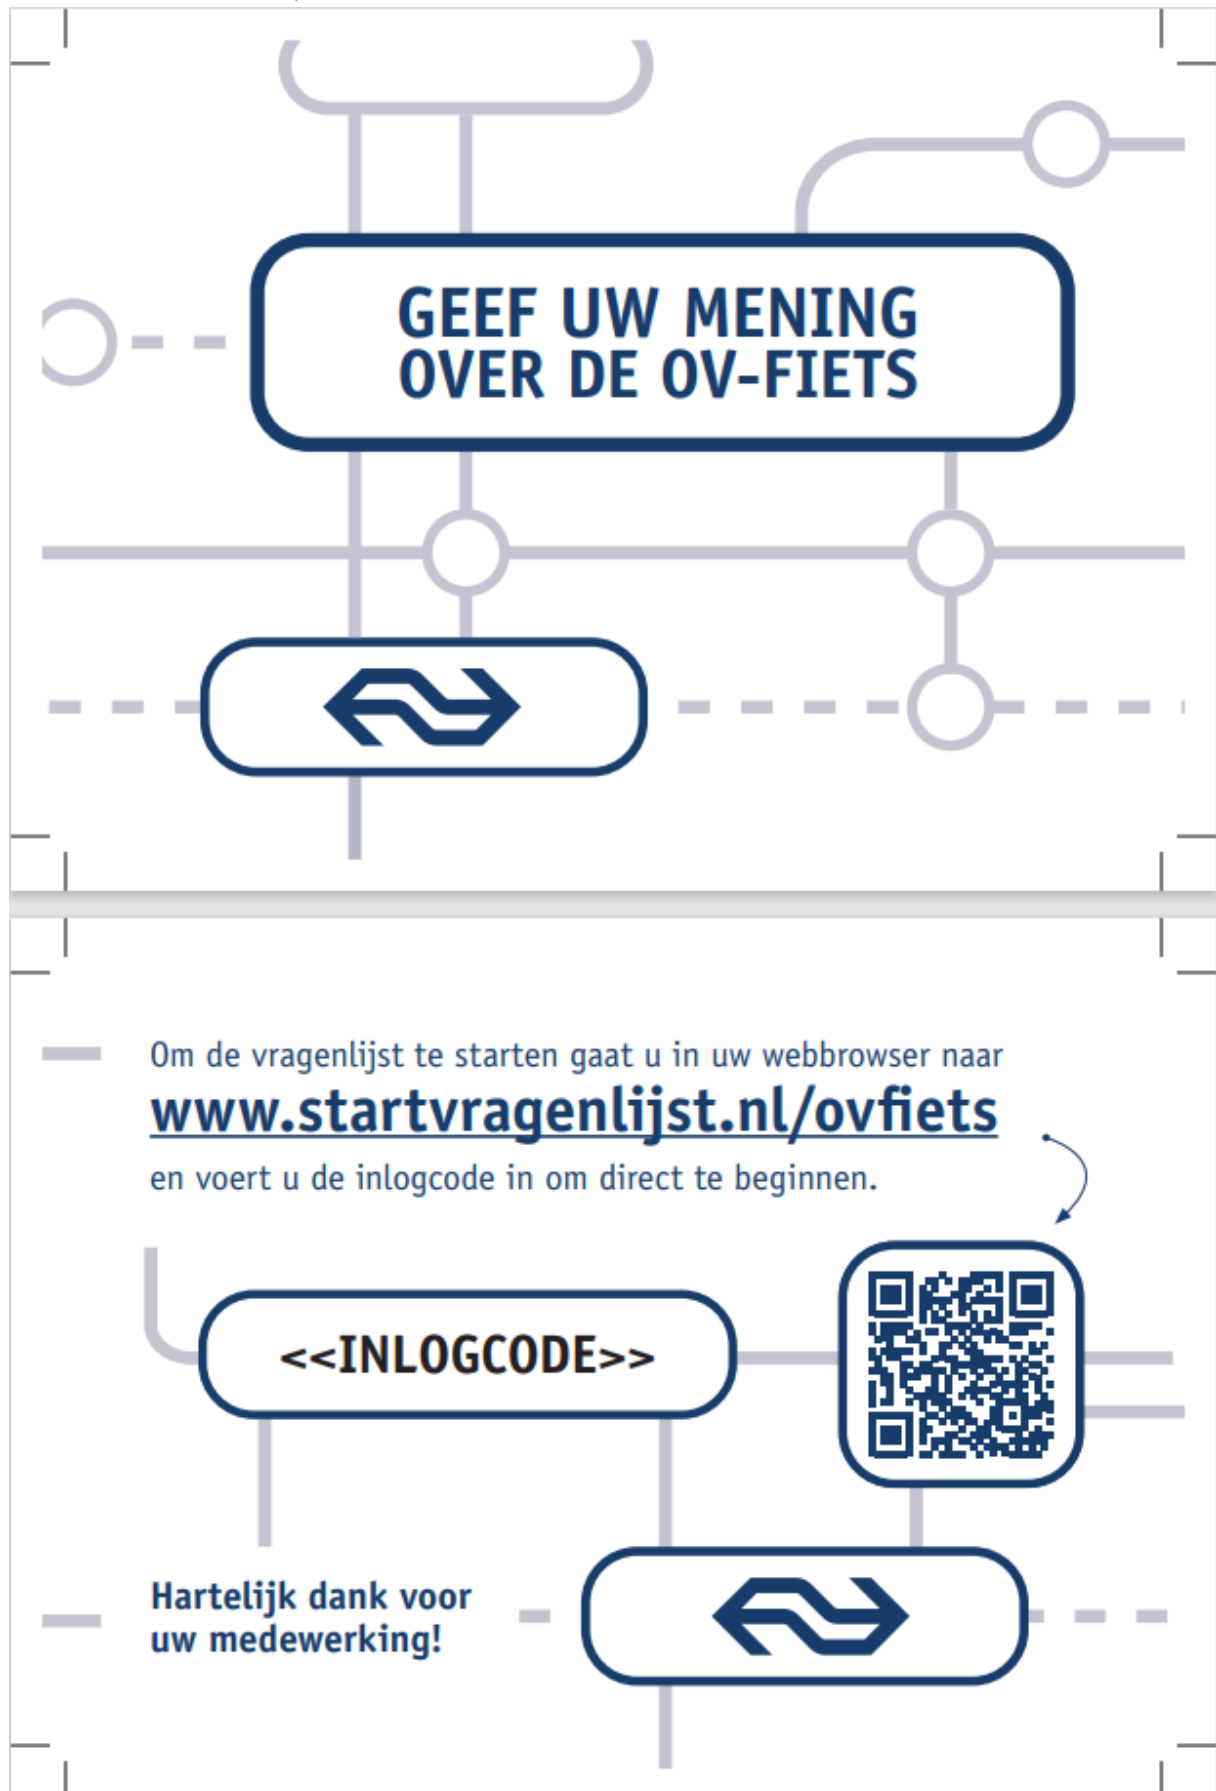 GEEF UW MENING
OVER DE OV-FIETS
Om de vragenlijst te starten gaat u in uw webbrowser naar
www.startvragenlijst.nl/ovfiets
en voert u de inlogcode in om direct te beginnen.
<<INLOGCODE>>
Hartelijk dank voor
uw medewerking!